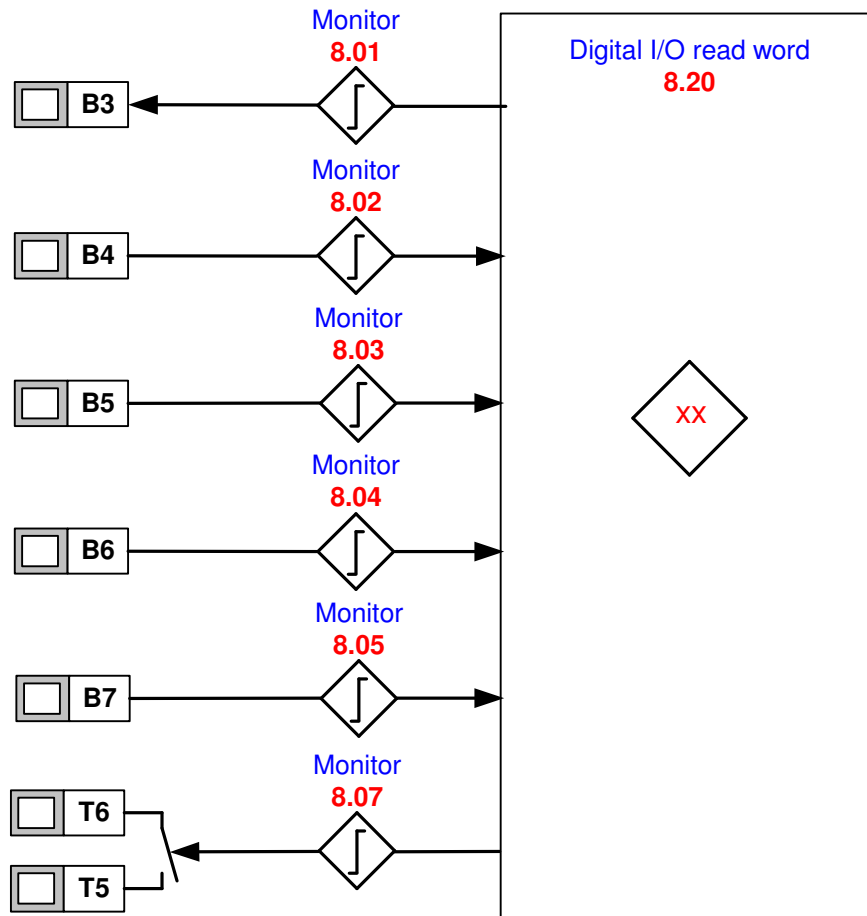 Monitor
8.01
Digital I/O read word
8.20
B3
Monitor
8.02
B4
Monitor
8.03
B5
xx
Monitor
8.04
B6
Monitor
8.05
B7
Monitor
8.07
T6
T5